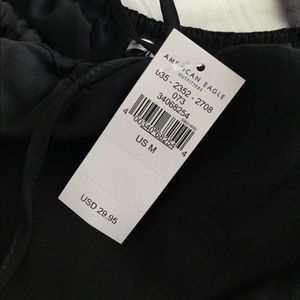 AMERICAN EAGLE
OUTFITTERS
035 - 2352 - 2708
073
34068254
US M
USD 29.95